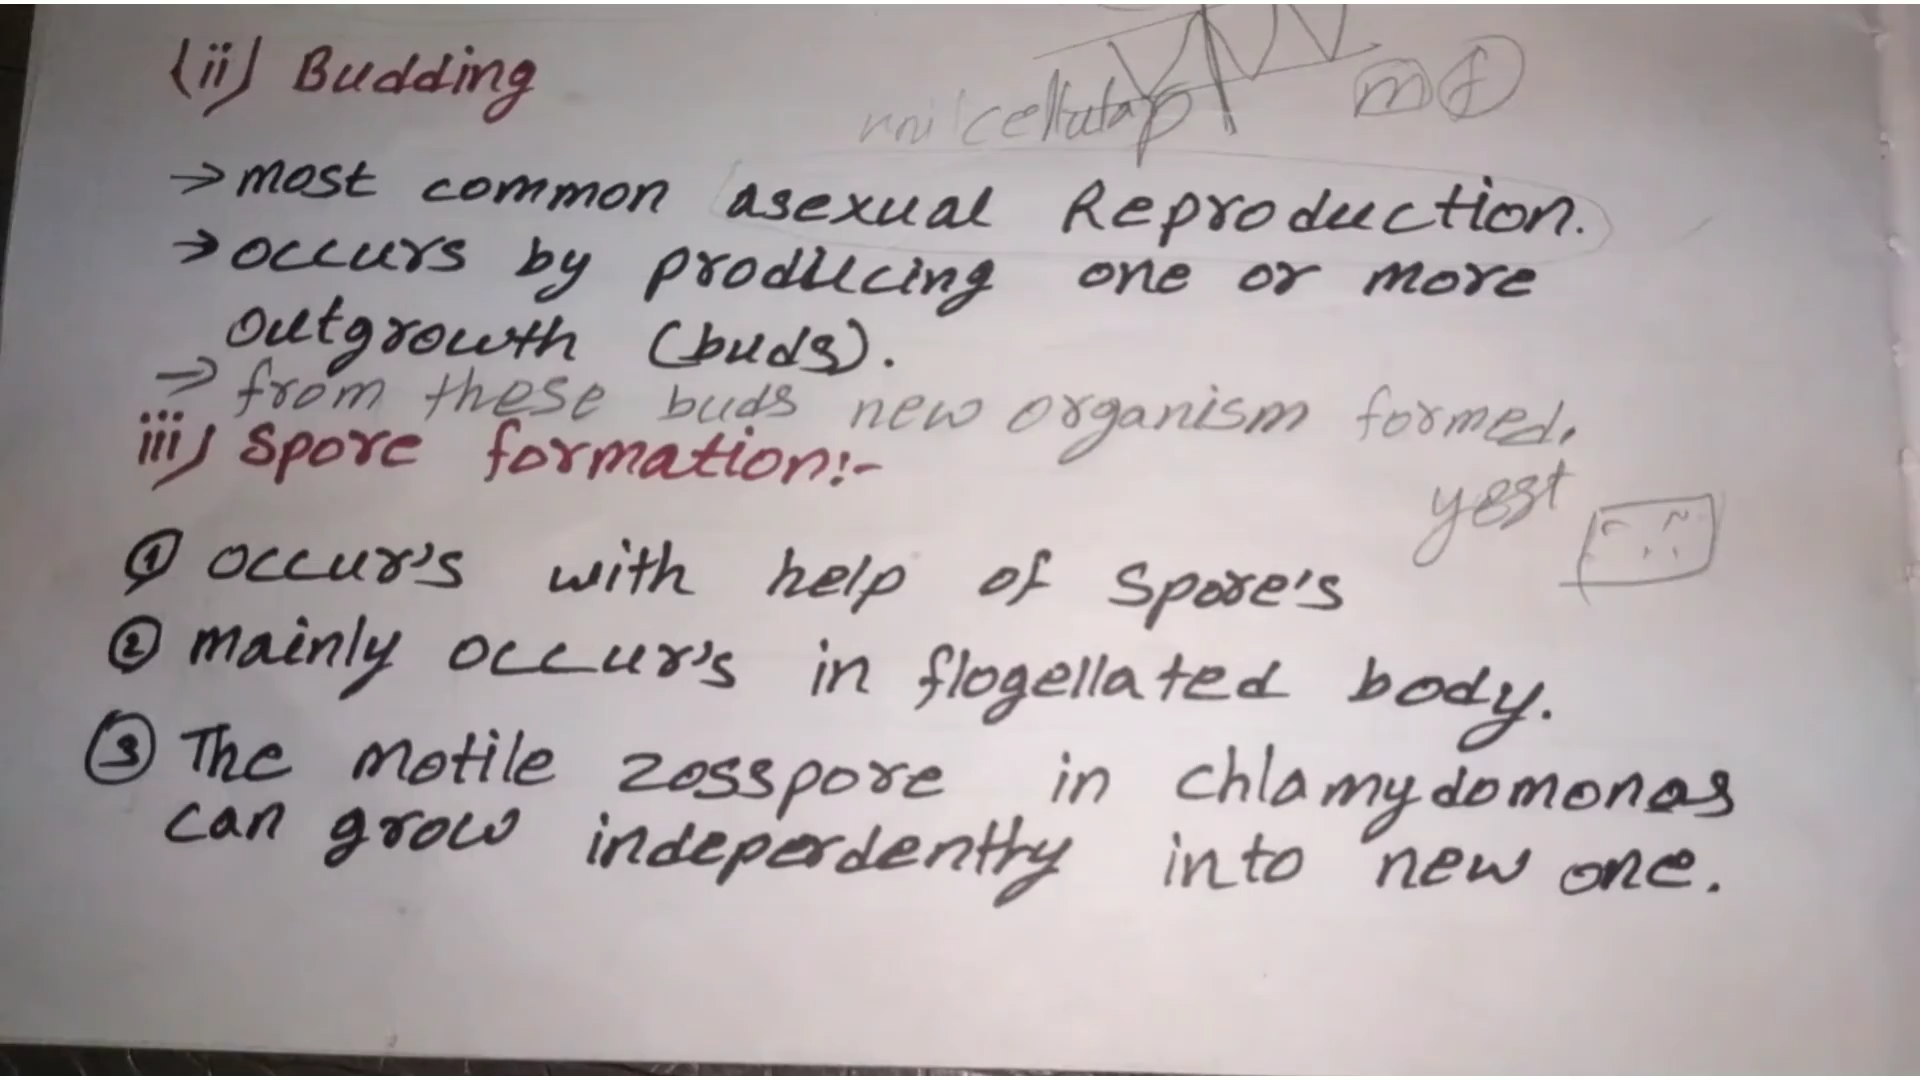 (ii) Budding
unicellular
m f
→ most common asexual Reproduction.
→ occurs by producing one or more
outgrowth (buds).
→ from these buds new organism formed.
iii) Spore formation:-
yest
① occur's with help of Spore's
② mainly occur's in flogellated body.
③ The motile zosspore in chlamydomonas
can grow indeperdently into new one.